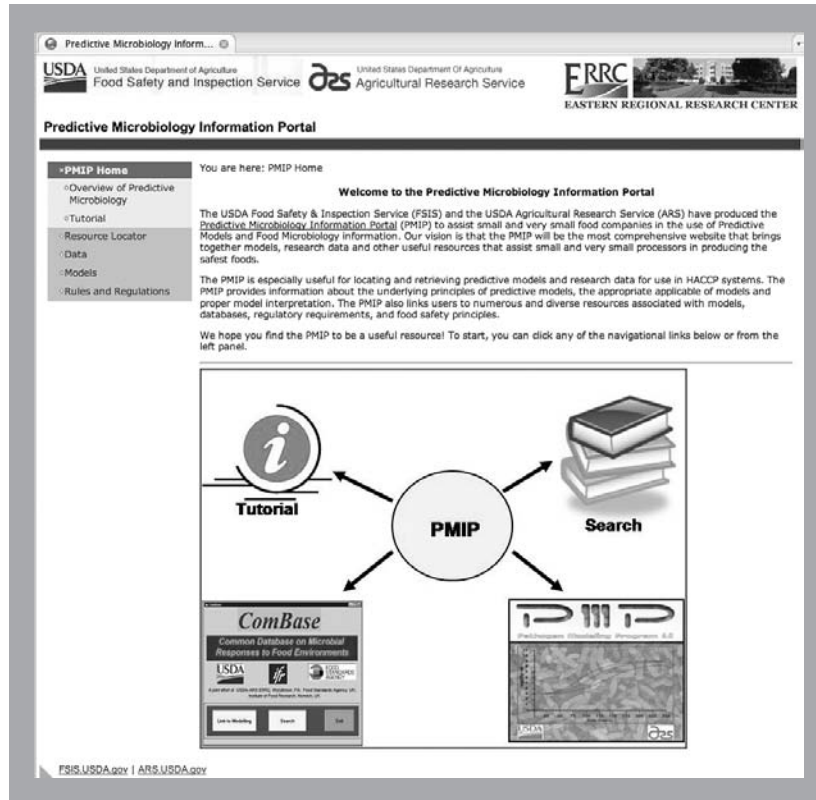 Predictive Microbiology Inform...
USDA
United States Department of Agriculture
Food Safety and Inspection Service
ars
United States Department Of Agriculture
Agricultural Research Service
ERRC
EASTERN REGIONAL RESEARCH CENTER
Predictive Microbiology Information Portal
PMIP Home
Overview of Predictive
Microbiology
Tutorial
Resource Locator
Data
Models
Rules and Regulations
You are here: PMIP Home
Welcome to the Predictive Microbiology Information Portal
The USDA Food Safety & Inspection Service (FSIS) and the USDA Agricultural Research Service (ARS) have produced the
Predictive Microbiology Information Portal (PMIP) to assist small and very small food companies in the use of Predictive
Models and Food Microbiology information. Our vision is that the PMIP will be the most comprehensive website that brings
together models, research data and other useful resources that assist small and very small processors in producing the
safest foods.
The PMIP is especially useful for locating and retrieving predictive models and research data for use in HACCP systems. The
PMIP provides information about the underlying principles of predictive models, the appropriate applicable of models and
proper model interpretation. The PMIP also links users to numerous and diverse resources associated with models,
databases, regulatory requirements, and food safety principles.
We hope you find the PMIP to be a useful resource! To start, you can click any of the navigational links below or from the
left panel.
i
Tutorial
Search
PMIP
ComBase
Common Database on Microbial
Responses to Food Environments
USDA
ifr
FOOD
STANDARDS
AGENCY
Link to Modelling
Search
Exit
PMP
Pathogen Modeling Program
USDA
ars
FSIS.USDA.gov | ARS.USDA.gov